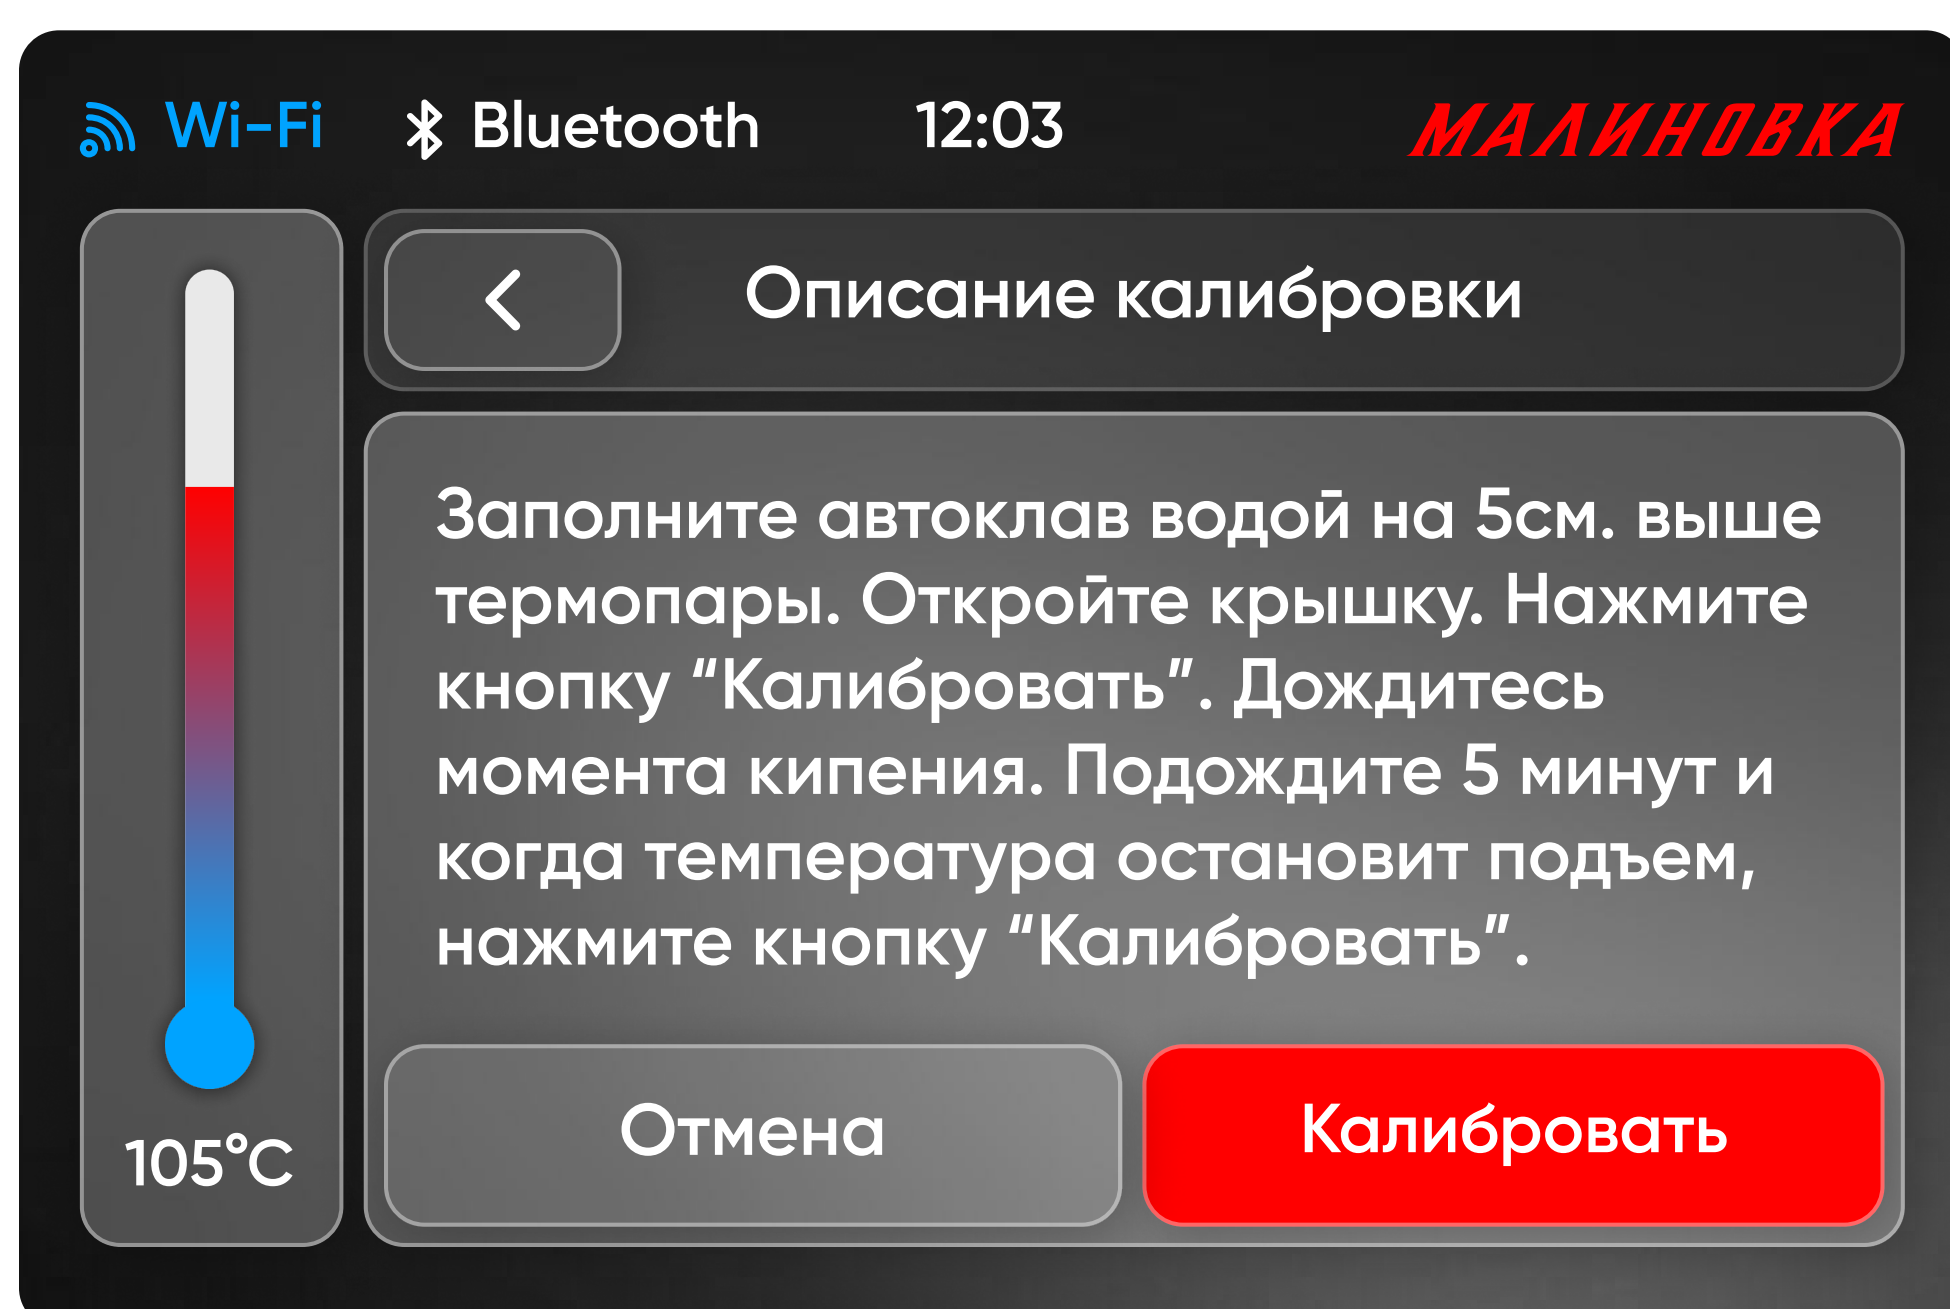 Wi-Fi Bluetooth 12:03 МАЛИНОВКА
Описание калибровки
Заполните автоклав водой на 5см. выше
термопары. Откройте крышку. Нажмите
кнопку “Калибровать”. Дождитесь
момента кипения. Подождите 5 минут и
когда температура остановит подъем,
нажмите кнопку “Калибровать”.
Отмена Калибровать
105°C